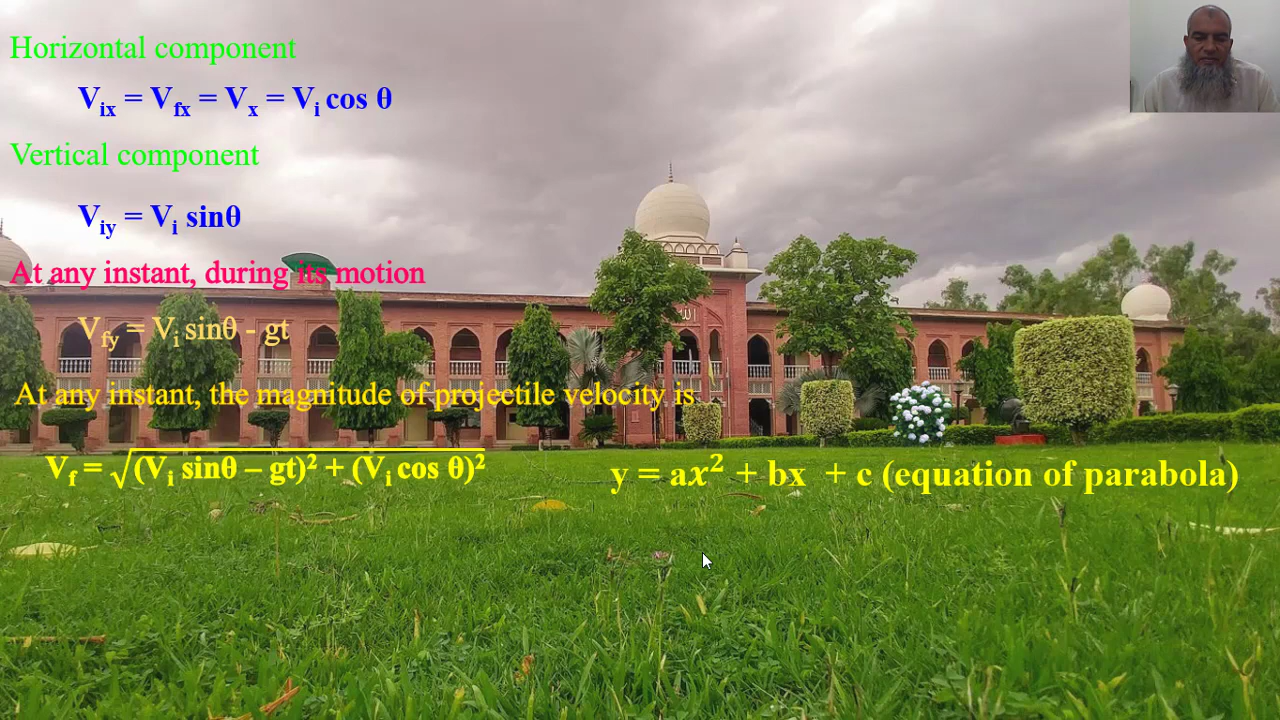 Horizontal component
Vix = Vfx = Vx = Vi cos θ
Vertical component
Viy = Vi sinθ
At any instant, during its motion
Vfy = Vi sinθ - gt
At any instant, the magnitude of projectile velocity is
Vf = √(Vi sinθ – gt)² + (Vi cos θ)²
y = ax² + bx + c (equation of parabola)